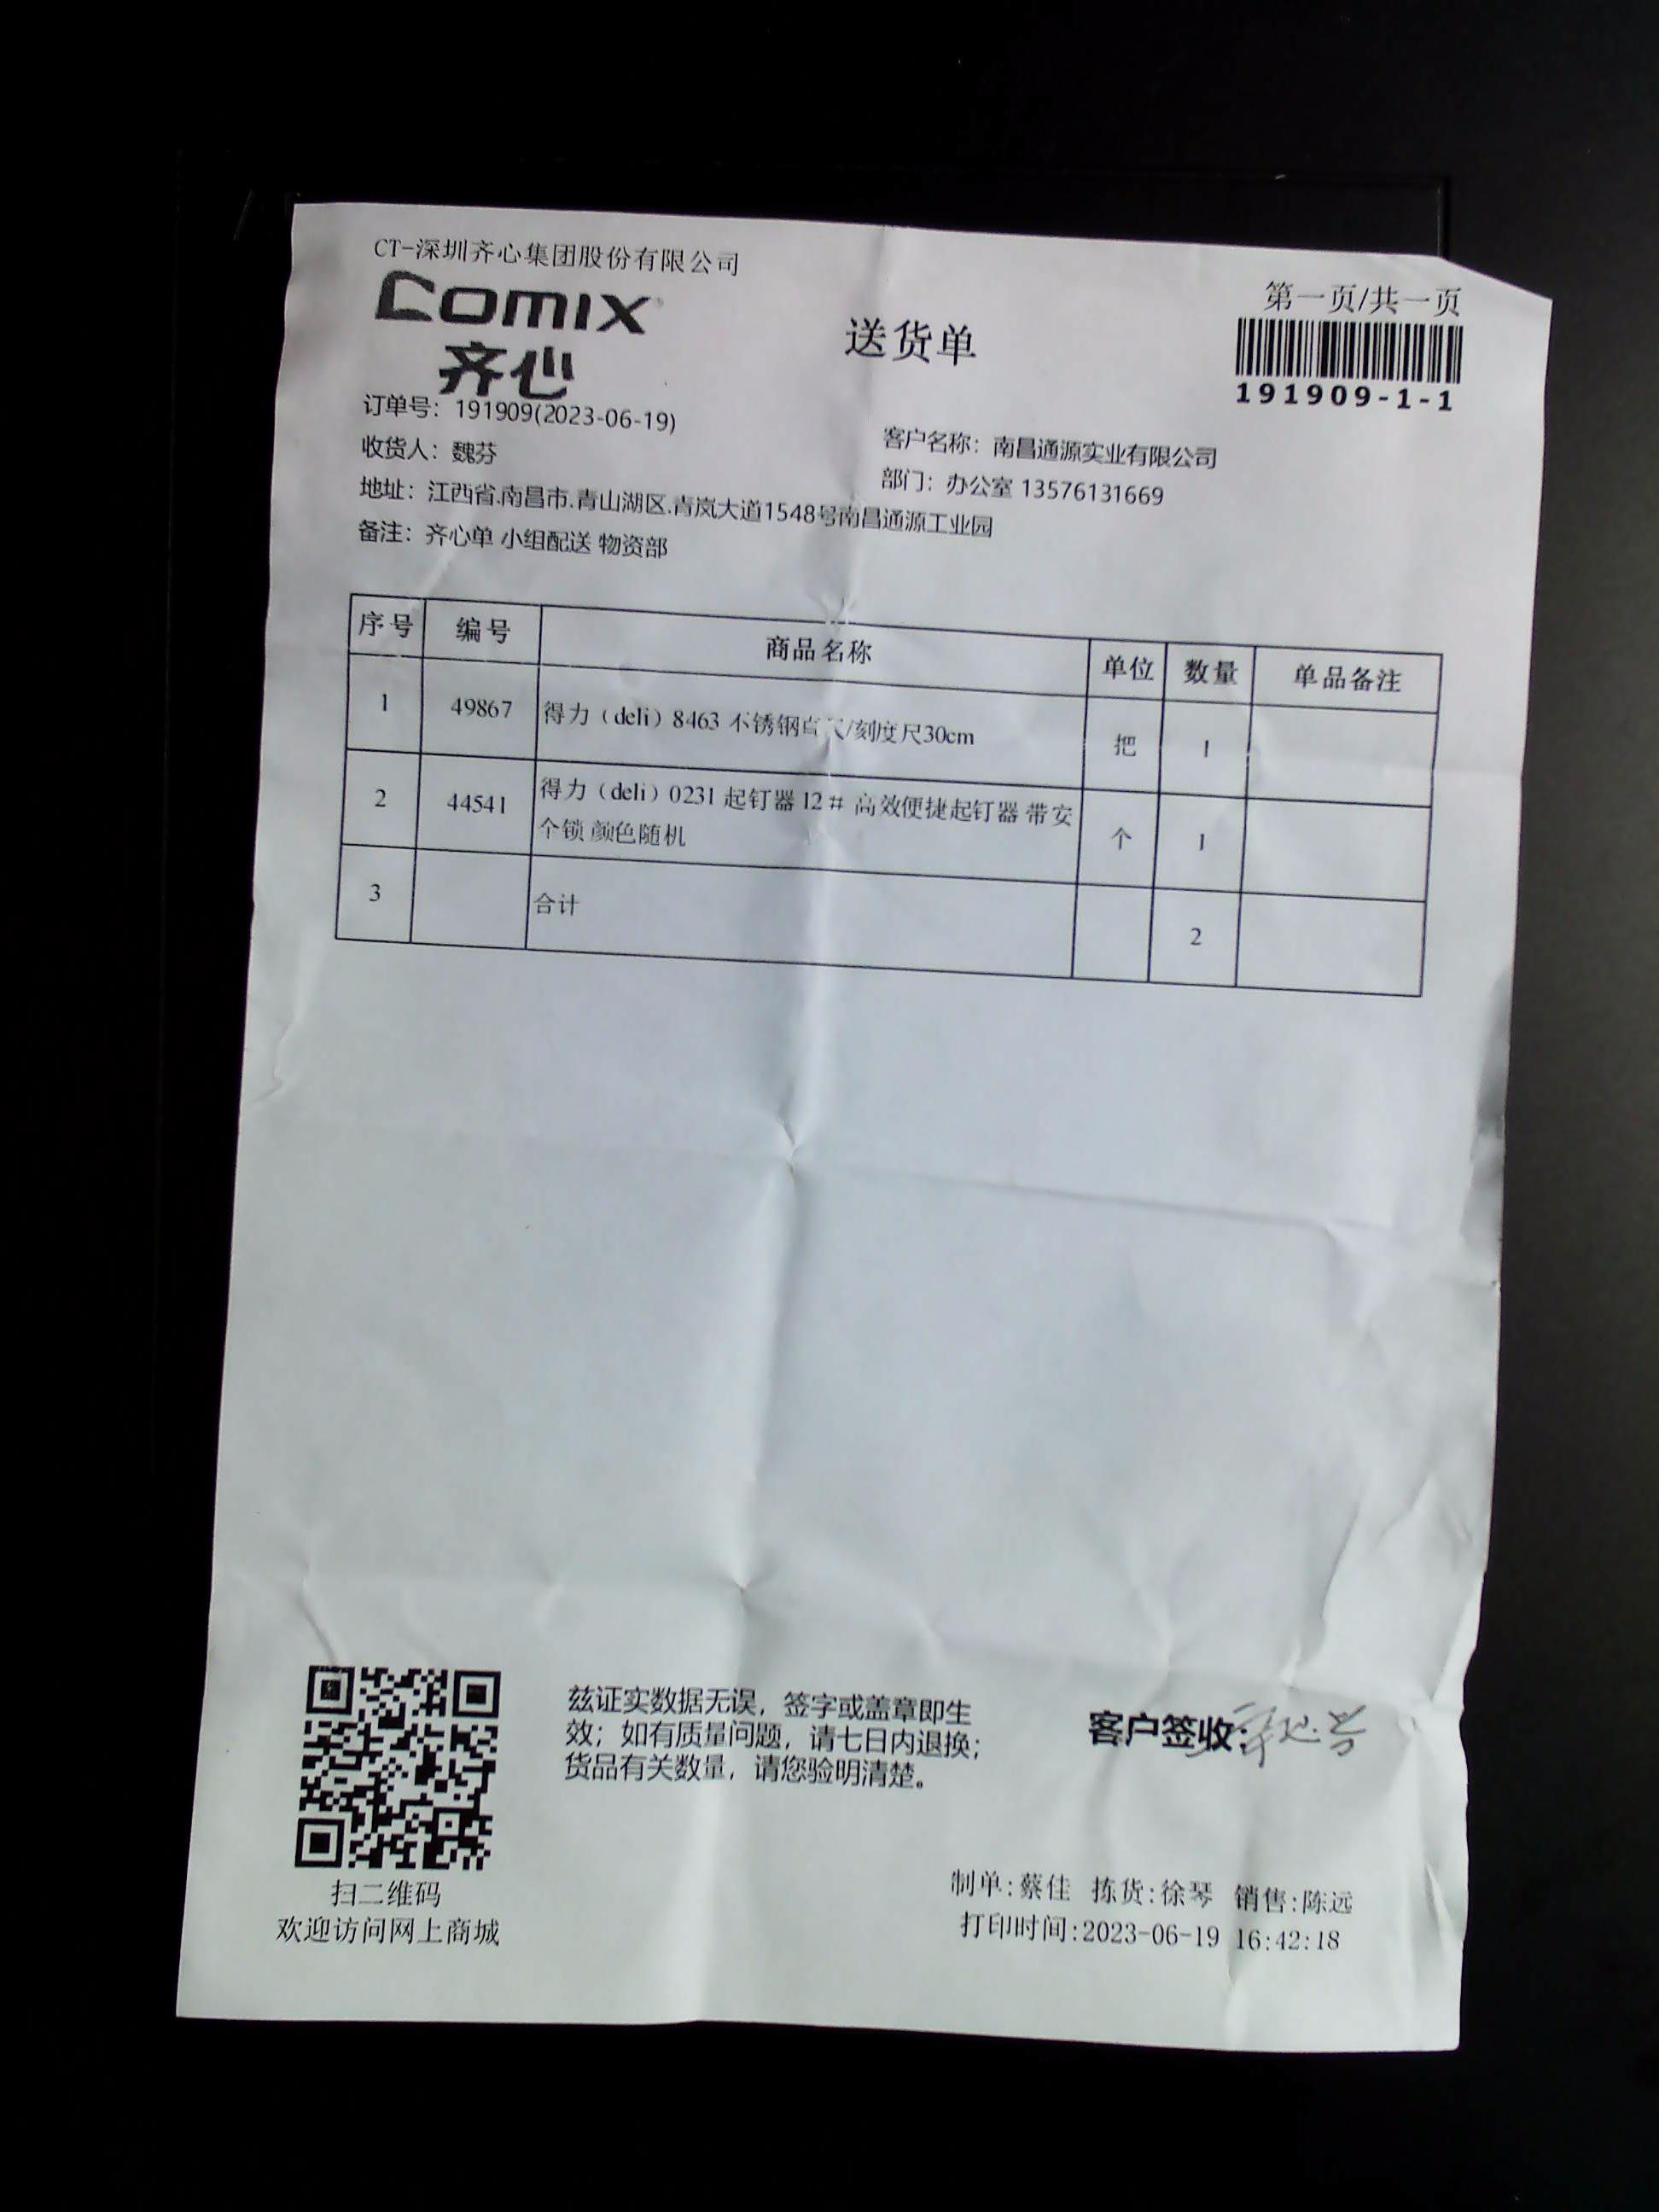 CT-深圳齐心集团股份有限公司
comix
齐心
送货单
第一页/共一页
191909-1-1
订单号：191909(2023-06-19)
收货人：魏芬
客户名称：南昌通源实业有限公司
部门：办公室 13576131669
地址：江西省.南昌市.青山湖区.青岚大道1548号南昌通源工业园
备注：齐心单 小组配送 物资部
序号 编号 商品名称 单位 数量 单品备注
1 49867 得力（deli）8463 不锈钢直尺/刻度尺30cm 把 1
2 44541 得力（deli）0231 起钉器 12# 高效便捷起钉器 带安
全锁 颜色随机 个 1
3 合计 2
兹证实数据无误，签字或盖章即生
效；如有质量问题，请七日内退换；
货品有关数量，请您验明清楚。
客户签收:
扫二维码
欢迎访问网上商城
制单:蔡佳 拣货:徐琴 销售:陈远
打印时间:2023-06-19 16:42:18